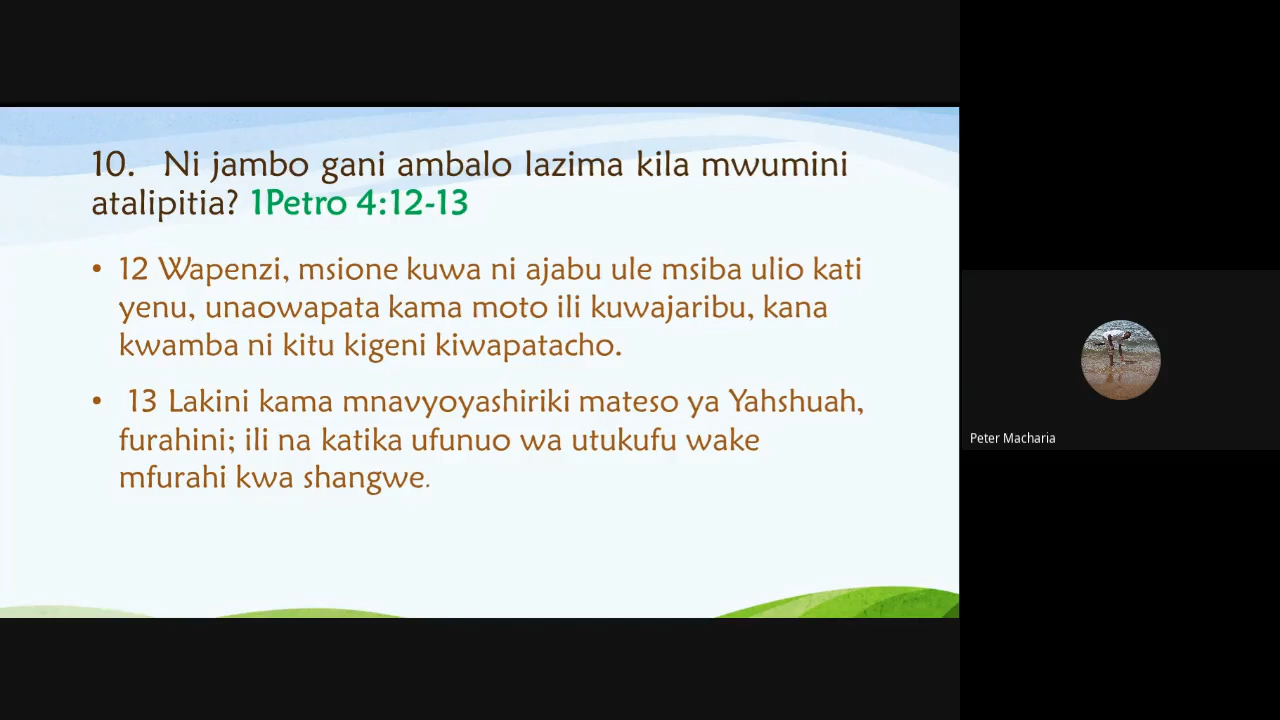 10. Ni jambo gani ambalo lazima kila mwumini
atalipitia? 1Petro 4:12-13
• 12 Wapenzi, msione kuwa ni ajabu ule msiba ulio kati
yenu, unaowapata kama moto ili kuwajaribu, kana
kwamba ni kitu kigeni kiwapatacho.
• 13 Lakini kama mnavyoyashiriki mateso ya Yahshuah,
furahini; ili na katika ufunuo wa utukufu wake
mfurahi kwa shangwe.
Peter Macharia